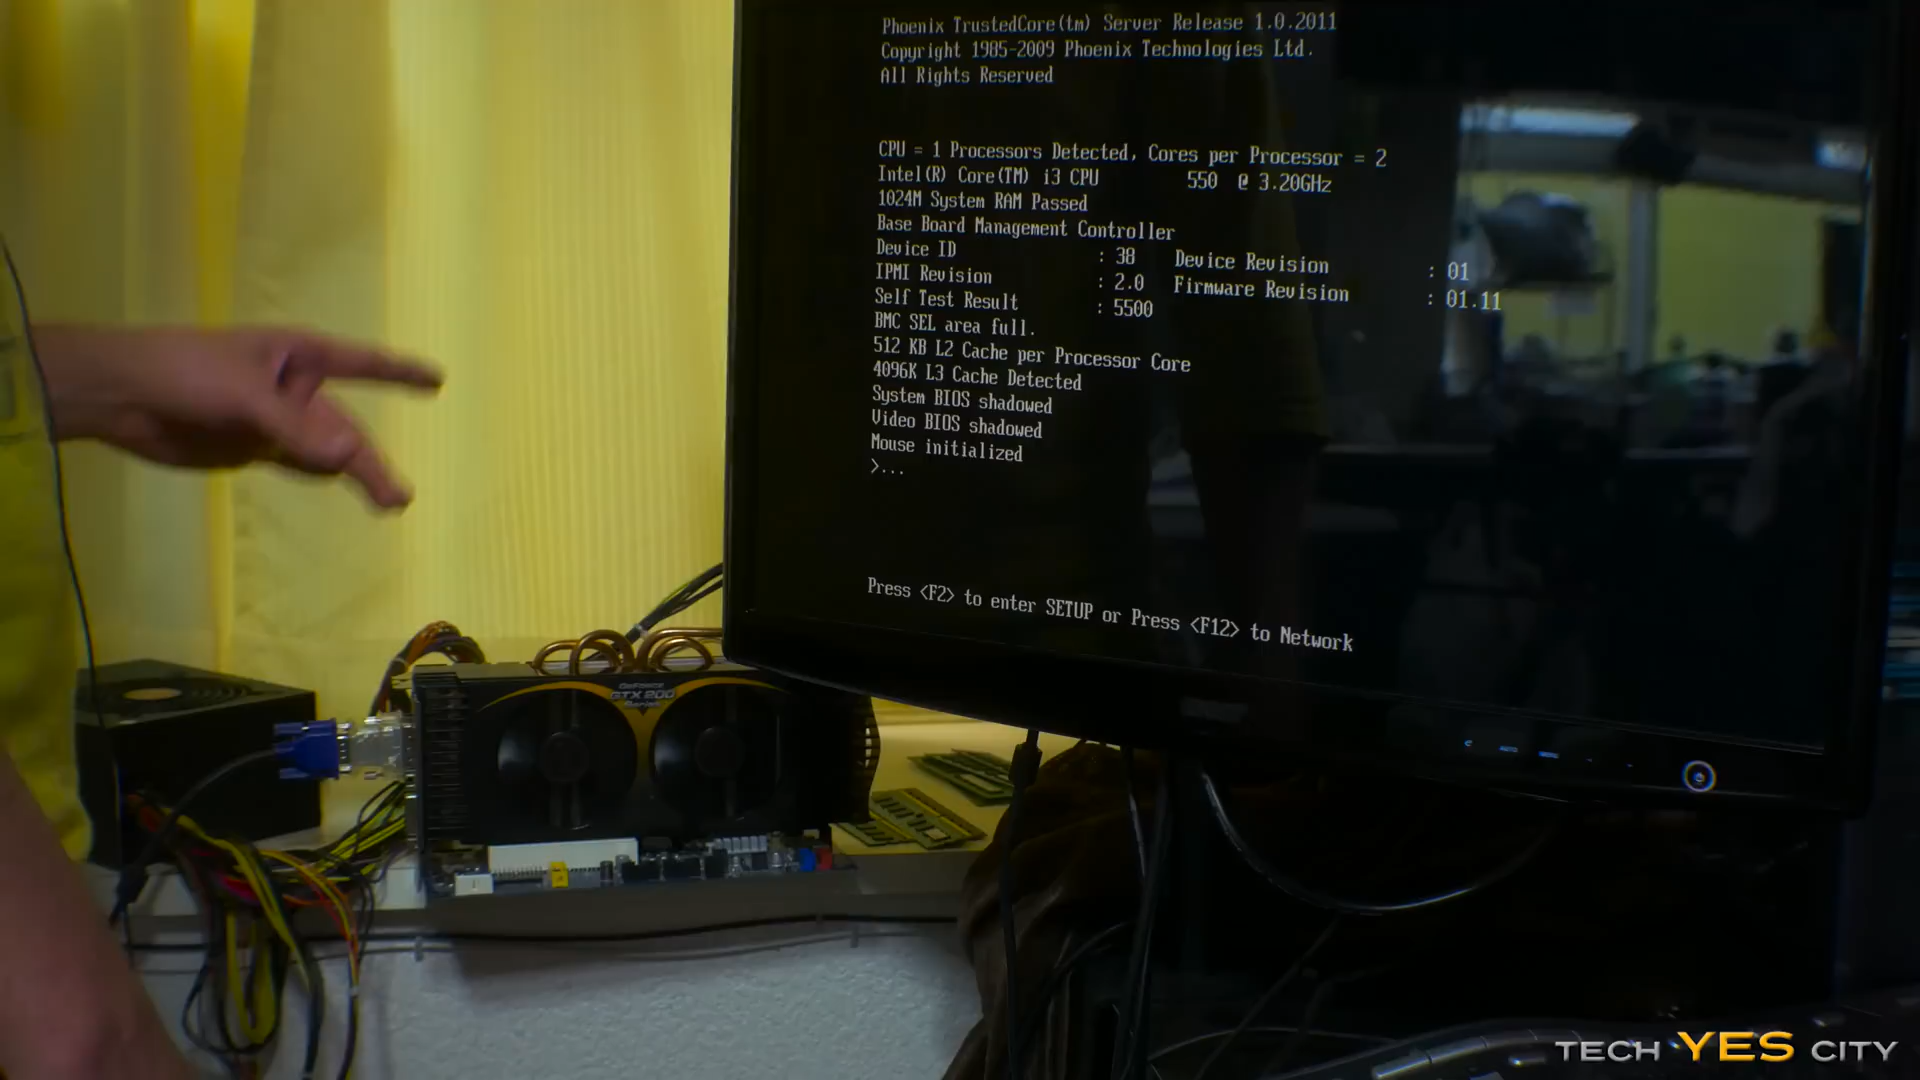 Phoenix TrustedCore(tm) Server Release 1.0.2011
Copyright 1985-2009 Phoenix Technologies Ltd.
All Rights Reserved
CPU = 1 Processors Detected, Cores per Processor = 2
Intel(R) Core(TM) i3 CPU 550 @ 3.20GHz
1024M System RAM Passed
Base Board Management Controller
Device ID : 38 Device Revision : 01
IPMI Revision : 2.0 Firmware Revision : 01.11
Self Test Result : 5500
BMC SEL area full.
512 KB L2 Cache per Processor Core
4096K L3 Cache Detected
System BIOS shadowed
Video BIOS shadowed
Mouse initialized
>...
Press <F2> to enter SETUP or Press <F12> to Network
GeForce
GTX 200
Series
AUTO
TECH YES CITY